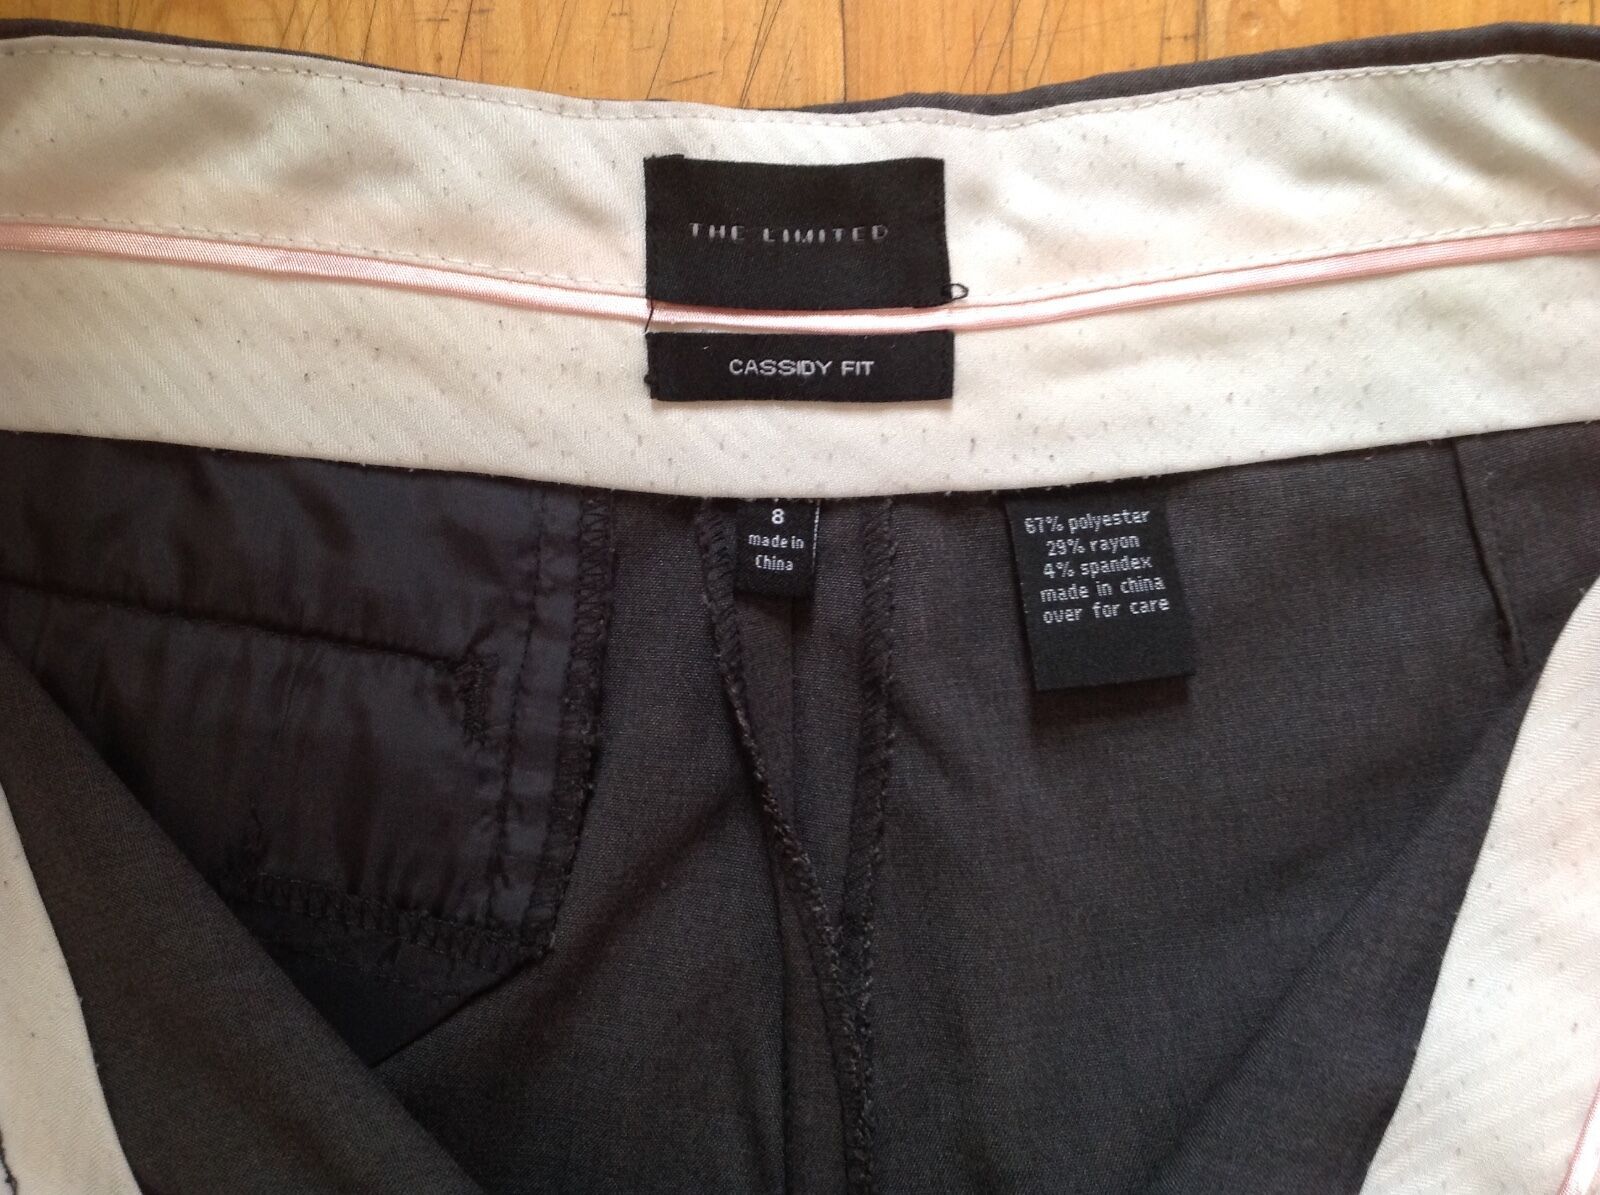 THE LIMITED
CASSIDY FIT
8
made in
China
67% polyester
29% rayon
4% spandex
made in china
over for care